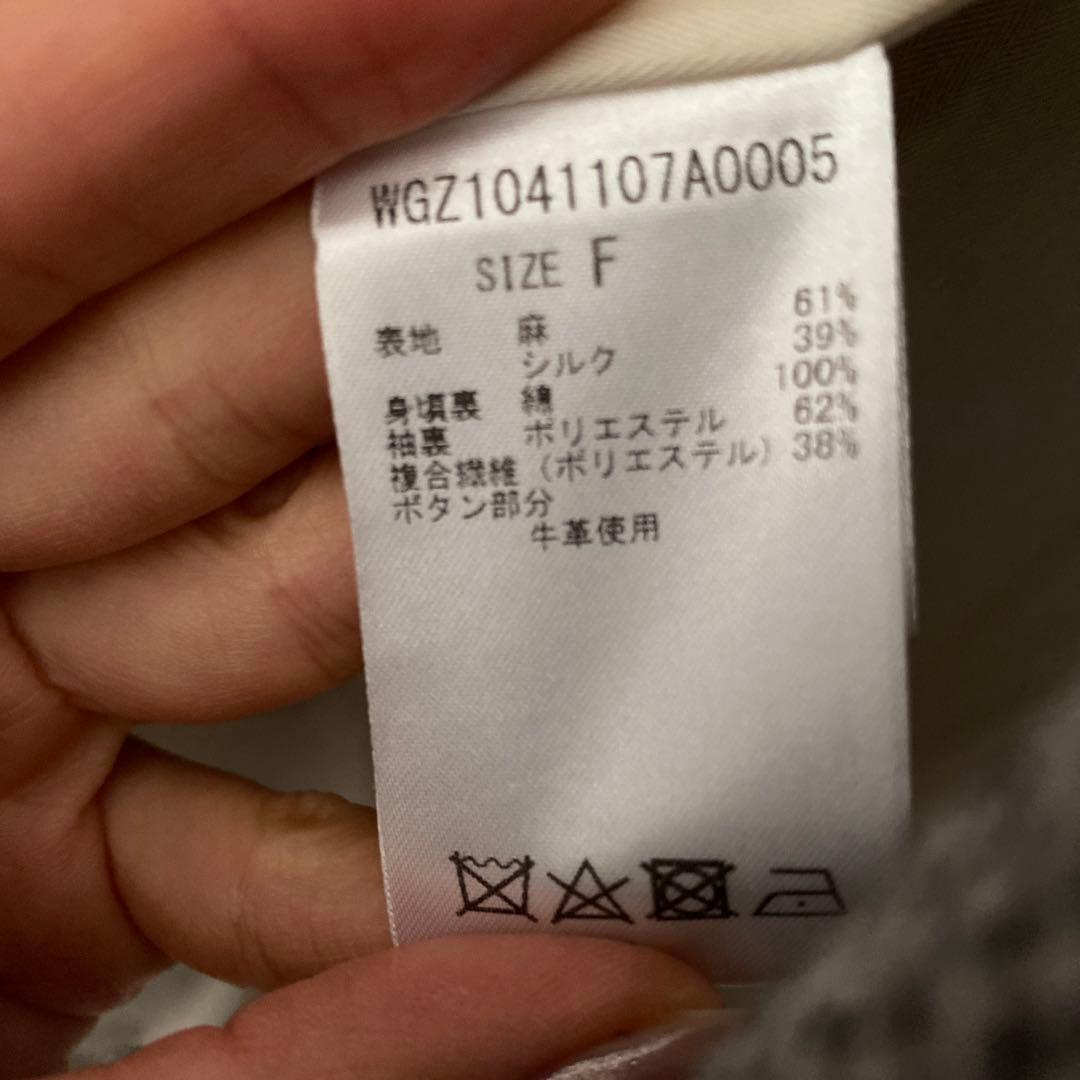 WGZ1041107A0005
SIZE F
表地 麻 61%
シルク 39%
身頃裏 綿 100%
袖裏 ポリエステル 62%
複合繊維(ポリエステル) 38%
ボタン部分
牛革使用